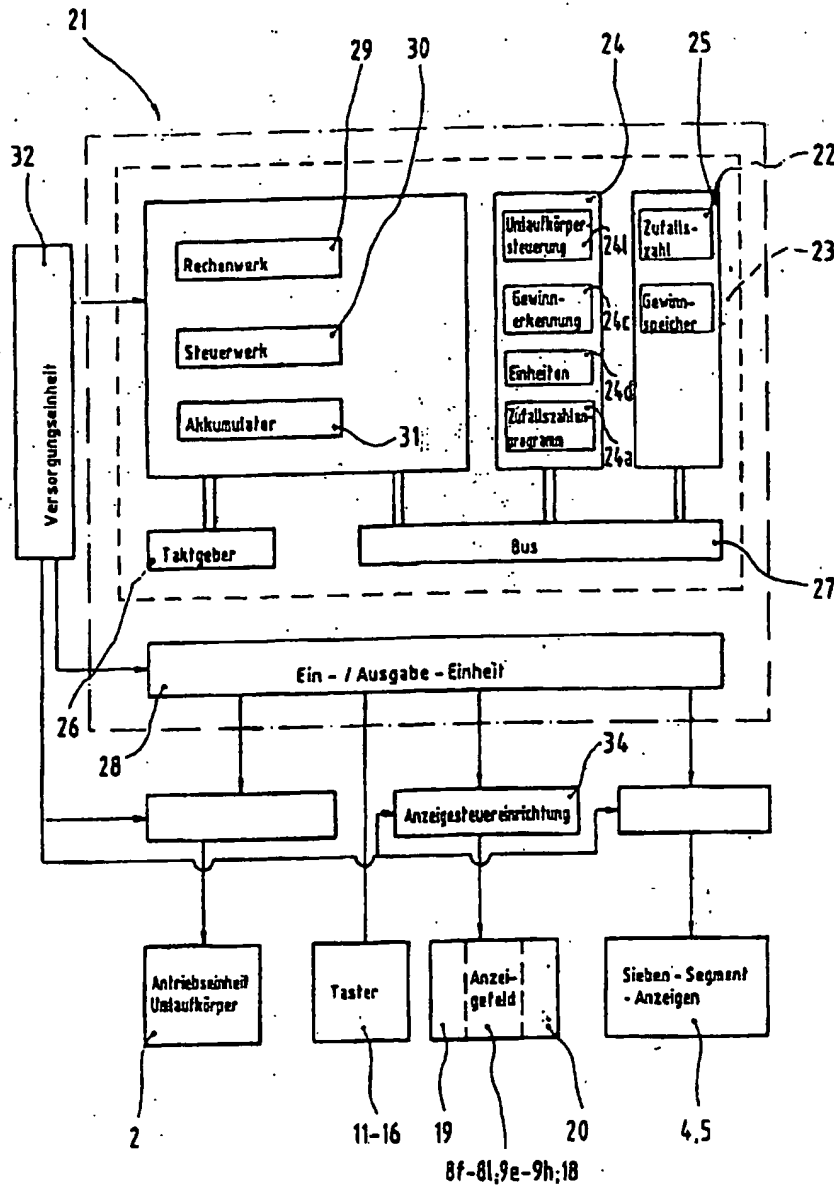 21
29
30
24
25
22
32
23
Rechenwerk
Steuerwerk
Akkumulator
31
Umlaufkörper
steuerung
24l
Gewinn-
erkennung
24c
Einheiten
24d
Zufallszahlen
programm
24a
Zufalls-
zahl
Gewinn-
speicher
Versorgungseinheit
Taktgeber
Bus
27
Ein - / Ausgabe - Einheit
26
28
34
Anzeigesteuereinrichtung
Antriebseinheit
Umlaufkörper
Taster
Anzei-
gefeld
Sieben - Segment
- Anzeigen
2
11-16
19
20
4,5
8f-8l;9e-9h;18